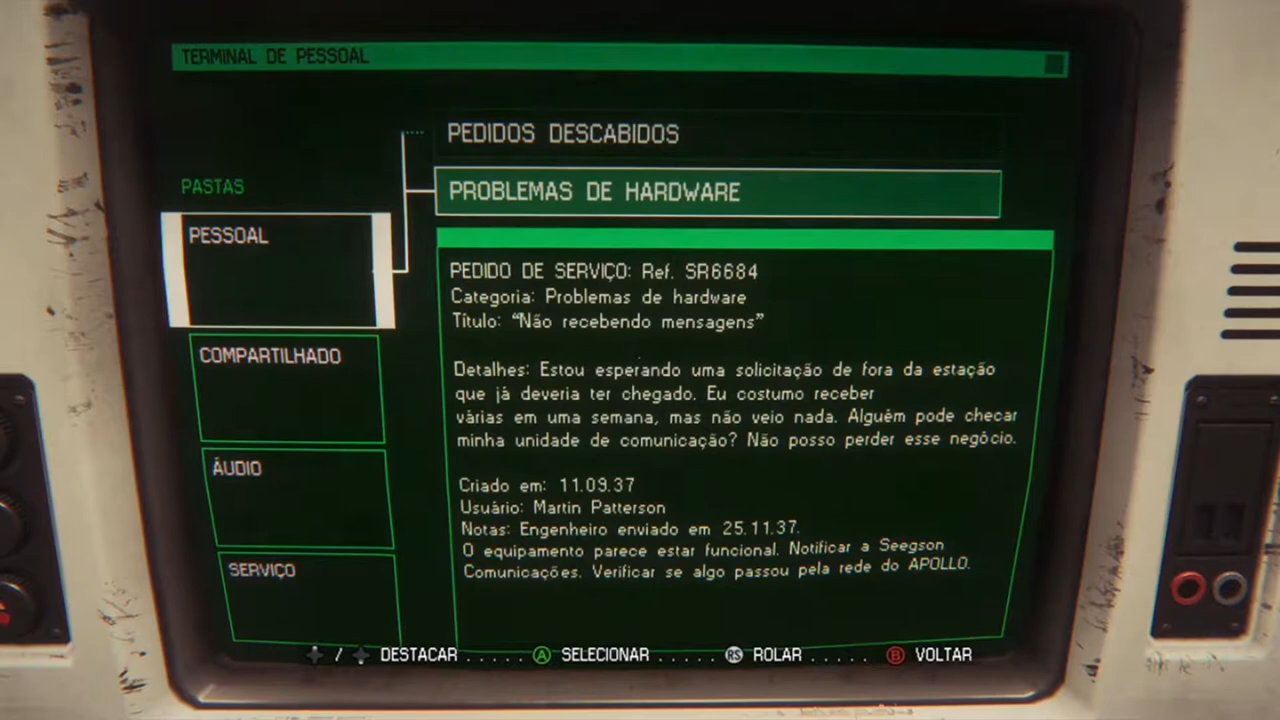 TERMINAL DE PESSOAL
PASTAS
PESSOAL
COMPARTILHADO
ÁUDIO
SERVIÇO
PEDIDOS DESCABIDOS
PROBLEMAS DE HARDWARE
PEDIDO DE SERVIÇO: Ref. SR6684
Categoria: Problemas de hardware
Título: “Não recebendo mensagens”
Detalhes: Estou esperando uma solicitação de fora da estação
que já deveria ter chegado. Eu costumo receber
várias em uma semana, mas não veio nada. Alguém pode checar
minha unidade de comunicação? Não posso perder esse negócio.
Criado em: 11.09.37
Usuário: Martin Patterson
Notas: Engenheiro enviado em 25.11.37.
O equipamento parece estar funcional. Notificar a Seegson
Comunicações. Verificar se algo passou pela rede do APOLLO.
/ DESTACAR ..... A SELECIONAR ..... RS ROLAR ..... B VOLTAR